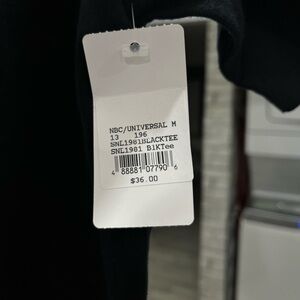 NBC/UNIVERSAL M
13 196
SNL1981BLACKTEE
SNL1981 BlKTee
4 88881 07790 6
$36.00